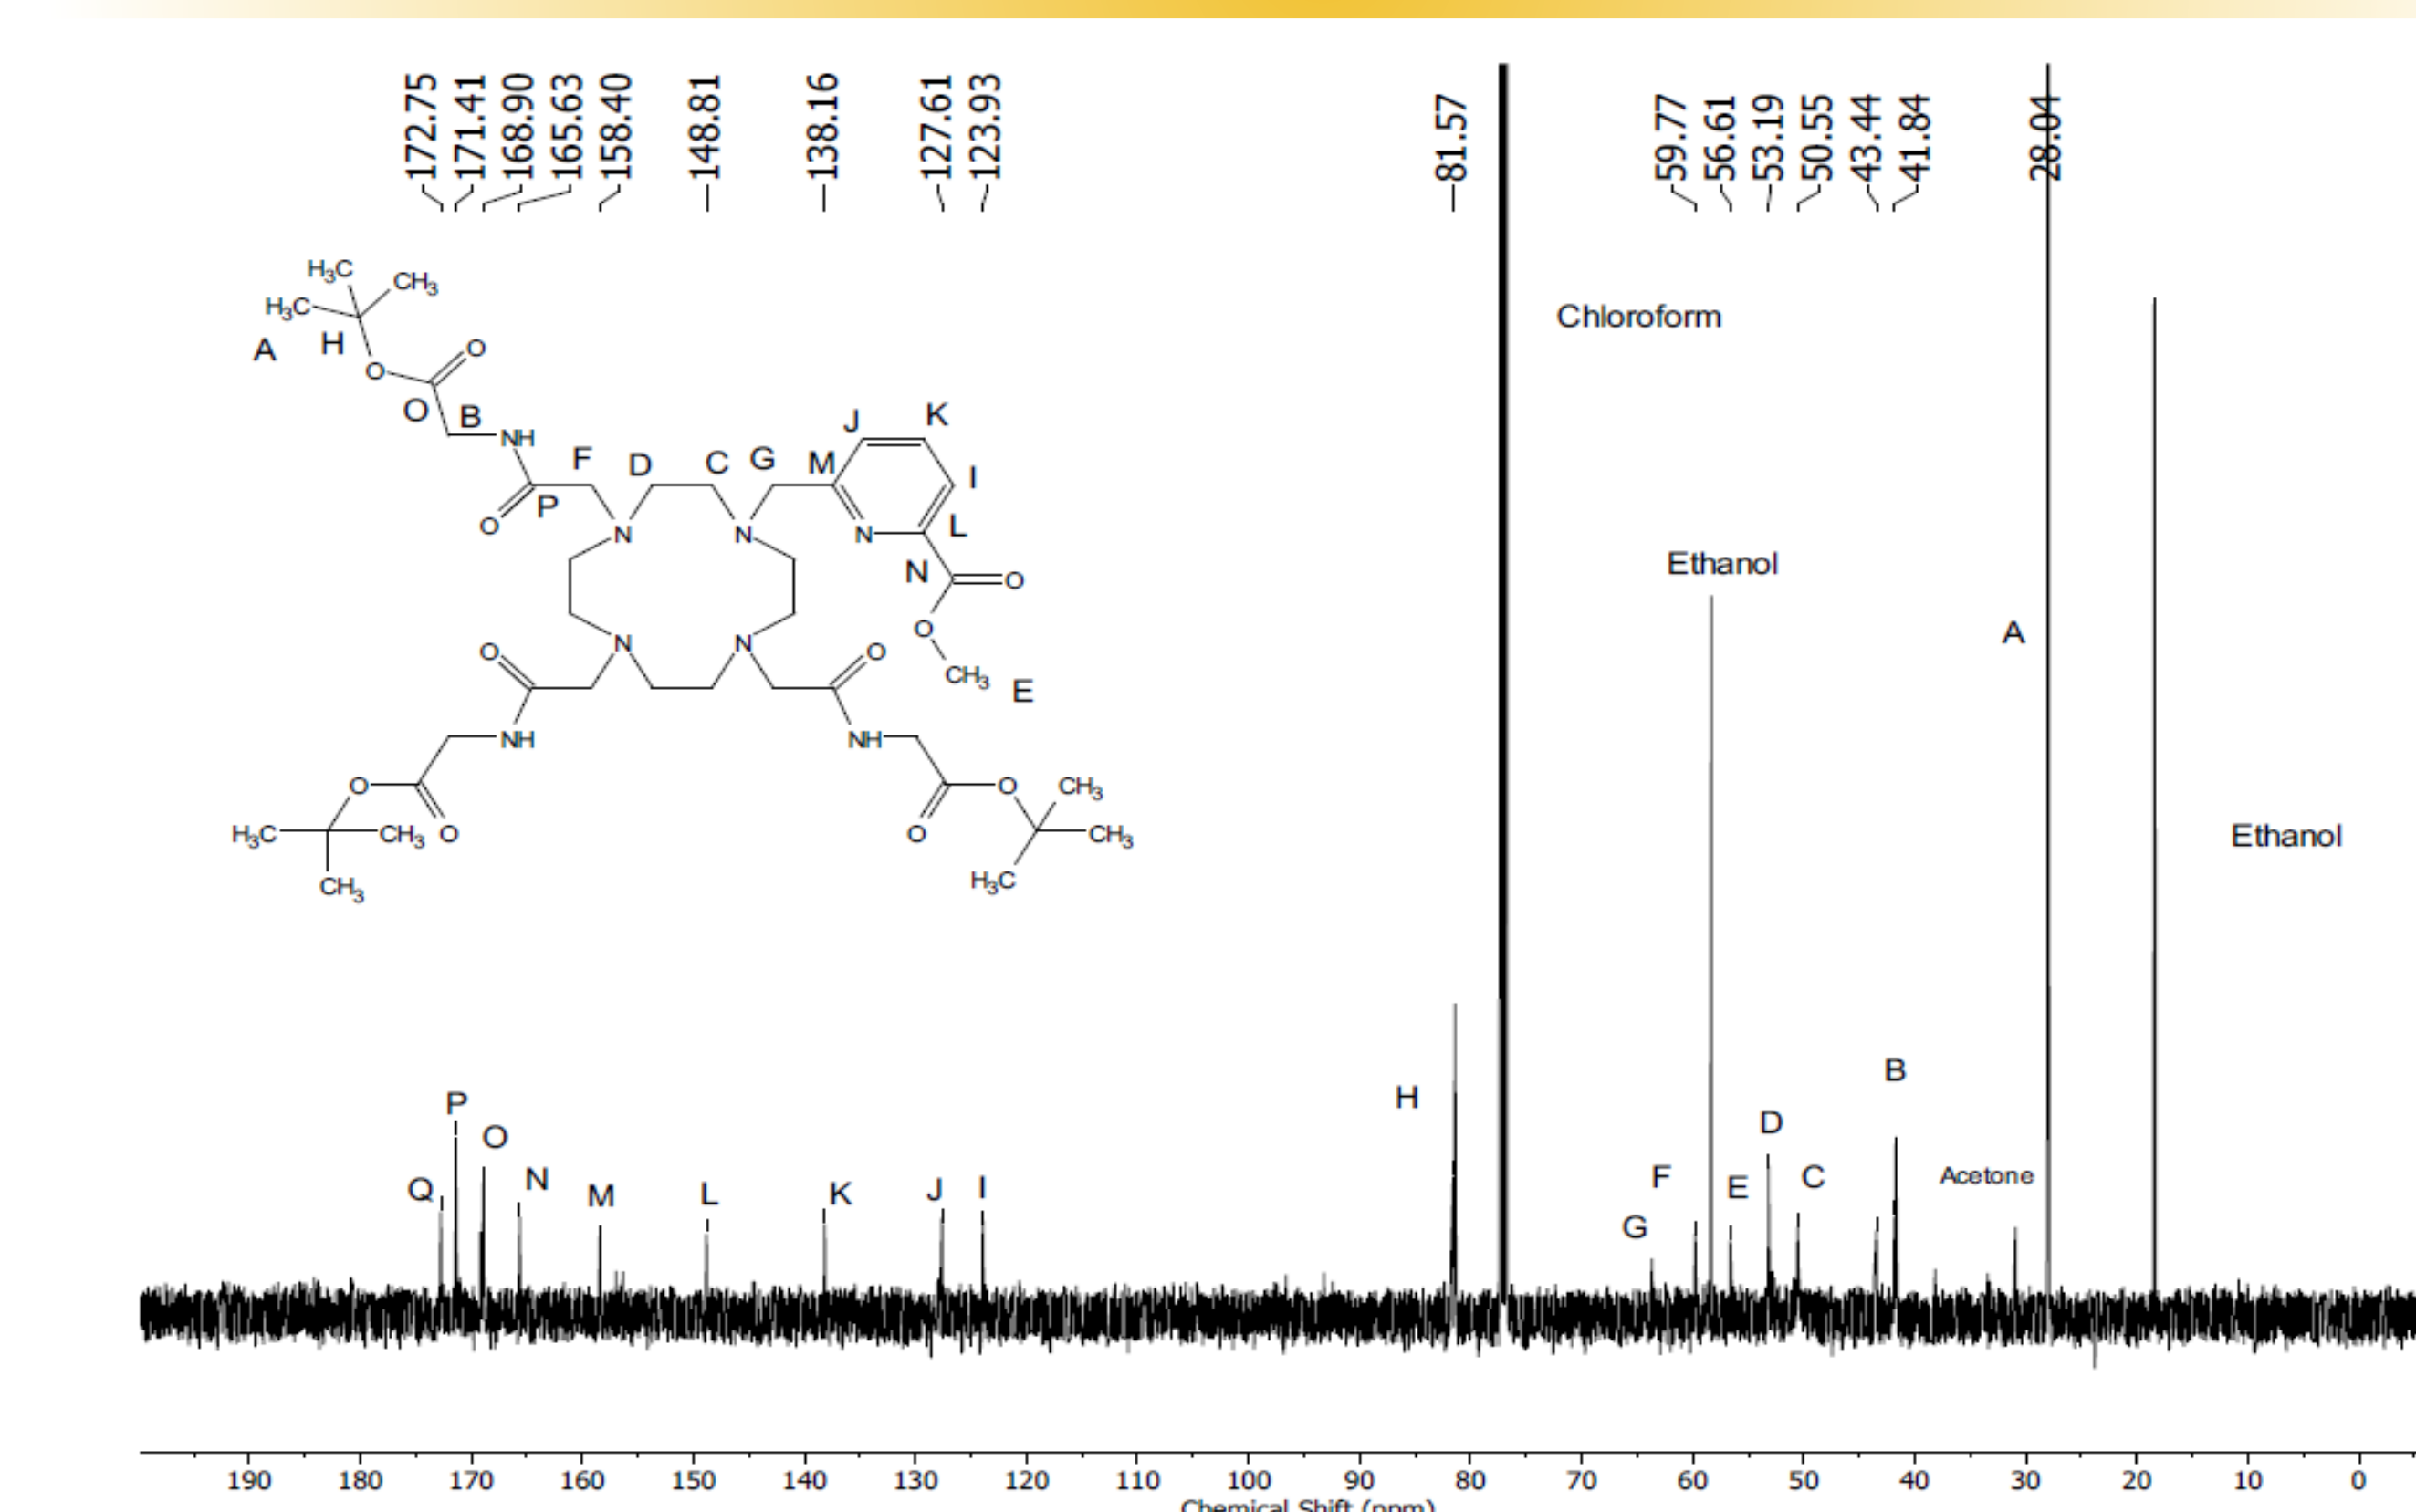 172.75 171.41 168.90 165.63 158.40 148.81 138.16 127.61 123.93 81.57 59.77 56.61 53.19 50.55 43.44 41.84 28.04
H3C
CH3
H3C
A H
O
O
O B
NH
F D C G M J K
I
P
O
N N N
L
N
O
O
CH3
E
O N N O
NH NH
O O CH3
H3C CH3 O O CH3
CH3
H3C
Chloroform
Ethanol
A
Ethanol
H
B
P
O
D
Q N M L K J I
F E C
G
Acetone
190 180 170 160 150 140 130 120 110 100 90 80 70 60 50 40 30 20 10 0
Chemical Shift (ppm)